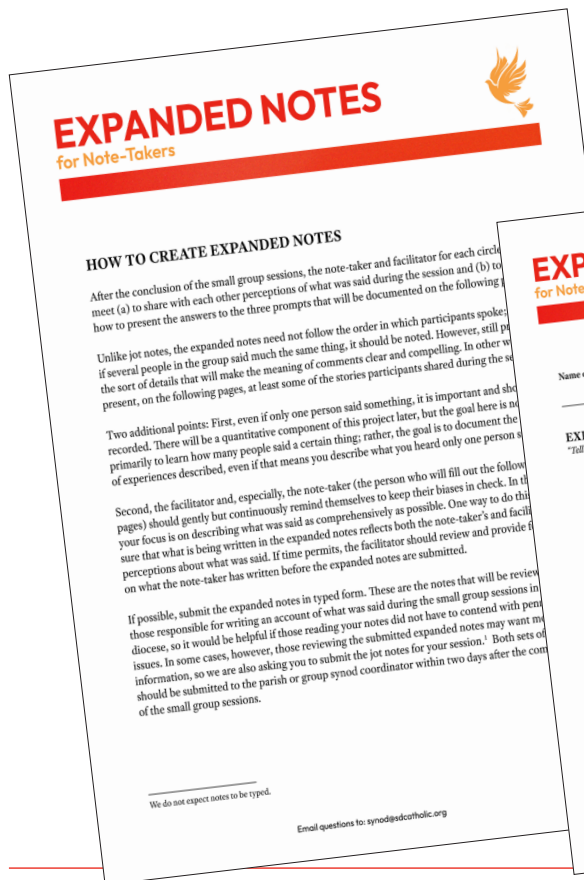 EXPANDED NOTES
for Note-Takers
HOW TO CREATE EXPANDED NOTES
After the conclusion of the small group sessions, the note-taker and facilitator for each circle
meet (a) to share with each other perceptions of what was said during the session and (b) to
how to present the answers to the three prompts that will be documented on the following
Unlike jot notes, the expanded notes need not follow the order in which participants spoke;
if several people in the group said much the same thing, it should be noted. However, still
the sort of details that will make the meaning of comments clear and compelling. In other
present, on the following pages, at least some of the stories participants shared during the
Two additional points: First, even if only one person said something, it is important and
recorded. There will be a quantitative component of this project later, but the goal here is
primarily to learn how many people said a certain thing; rather, the goal is to document the
of experiences described, even if that means you describe what you heard only one person
Second, the facilitator and, especially, the note-taker (the person who will fill out the
pages) should gently but continuously remind themselves to keep their biases in check. In
your focus is on describing what was said as comprehensively as possible. One way to do
sure that what is being written in the expanded notes reflects both the note-taker's and
perceptions about what was said. If time permits, the facilitator should review and provide
on what the note-taker has written before the expanded notes are submitted.
If possible, submit the expanded notes in typed form. These are the notes that will be
those responsible for writing an account of what was said during the small group sessions in
diocese, so it would be helpful if those reading your notes did not have to contend with
issues. In some cases, however, those reviewing the submitted expanded notes may want
information, so we are also asking you to submit the jot notes for your session.¹ Both sets of
should be submitted to the parish or group synod coordinator within two days after the
of the small group sessions.
We do not expect notes to be typed.
Email questions to: synod@sdcatholic.org
EXP
for Note
Name
EX
"Tell